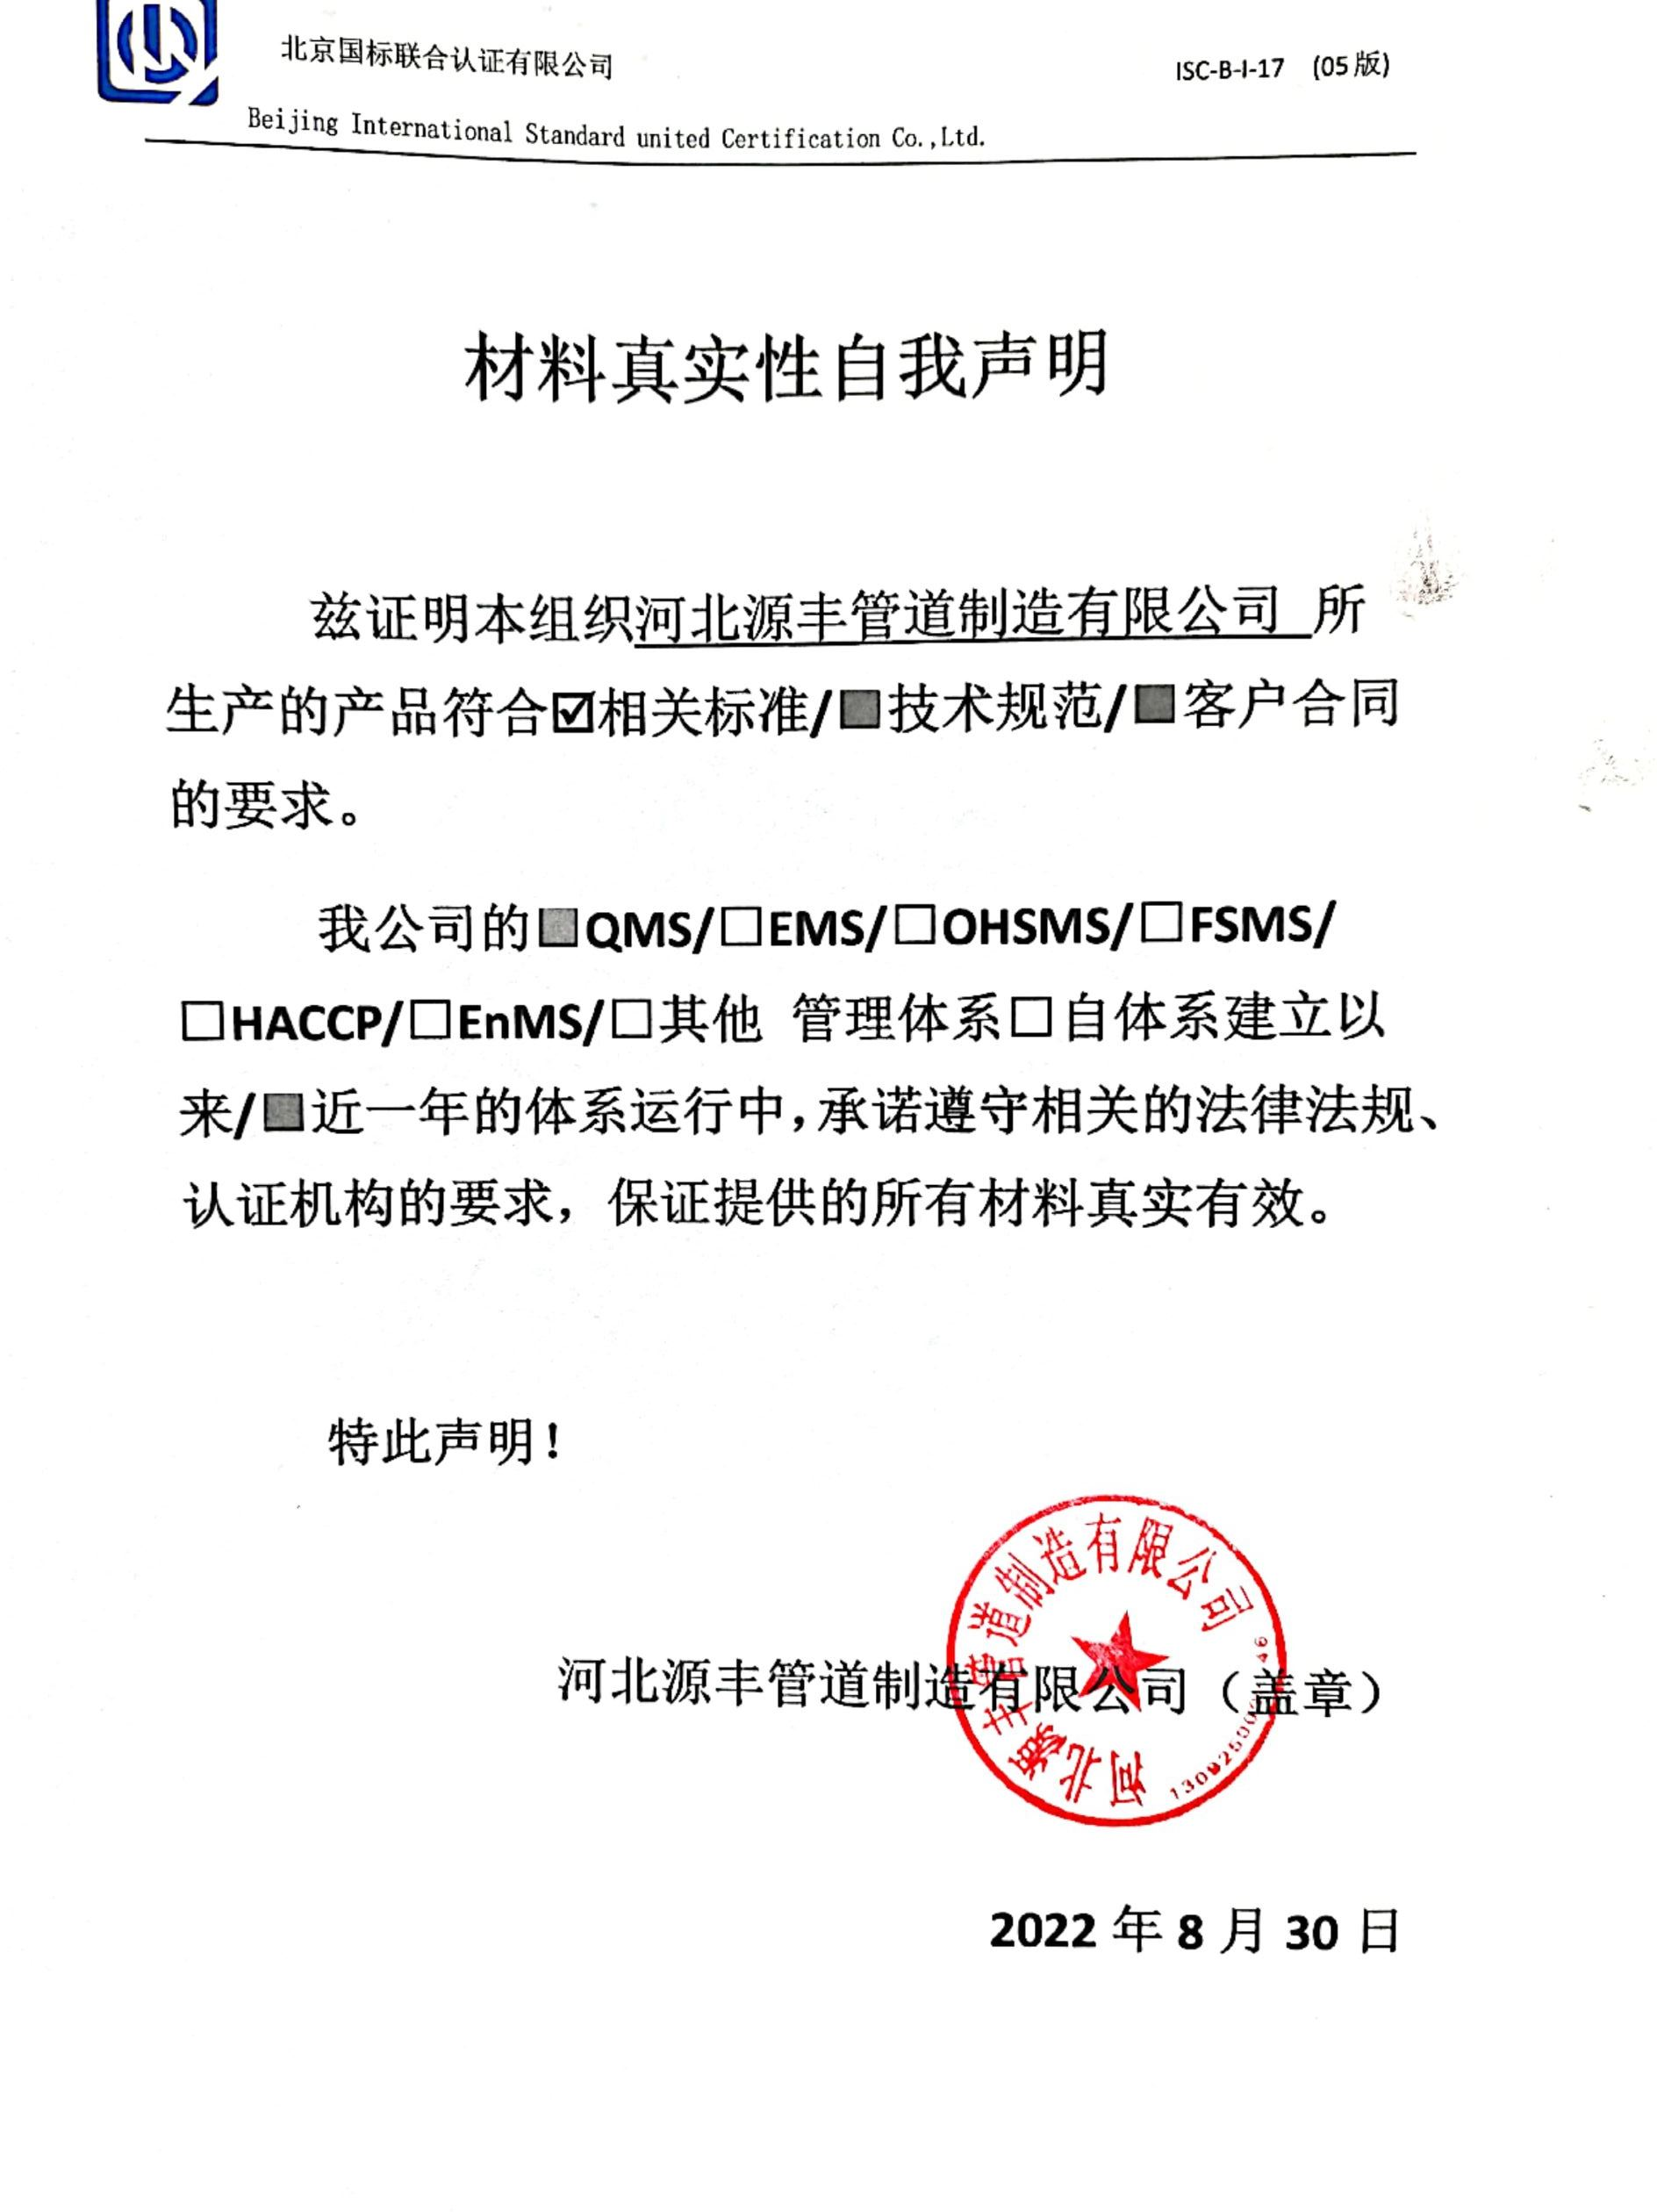 北京国标联合认证有限公司
ISC-B-I-17 (05版)
Beijing International Standard united Certification Co.,Ltd.
材料真实性自我声明
兹证明本组织河北源丰管道制造有限公司 所
生产的产品符合☑相关标准/■技术规范/■客户合同
的要求。
我公司的■QMS/□EMS/□OHSMS/□FSMS/
□HACCP/□EnMS/□其他 管理体系□自体系建立以
来/■近一年的体系运行中，承诺遵守相关的法律法规、
认证机构的要求，保证提供的所有材料真实有效。
特此声明！
河北源丰管道制造有限公司（盖章）
河北源丰管道制造有限公司
2022 年 8 月 30 日